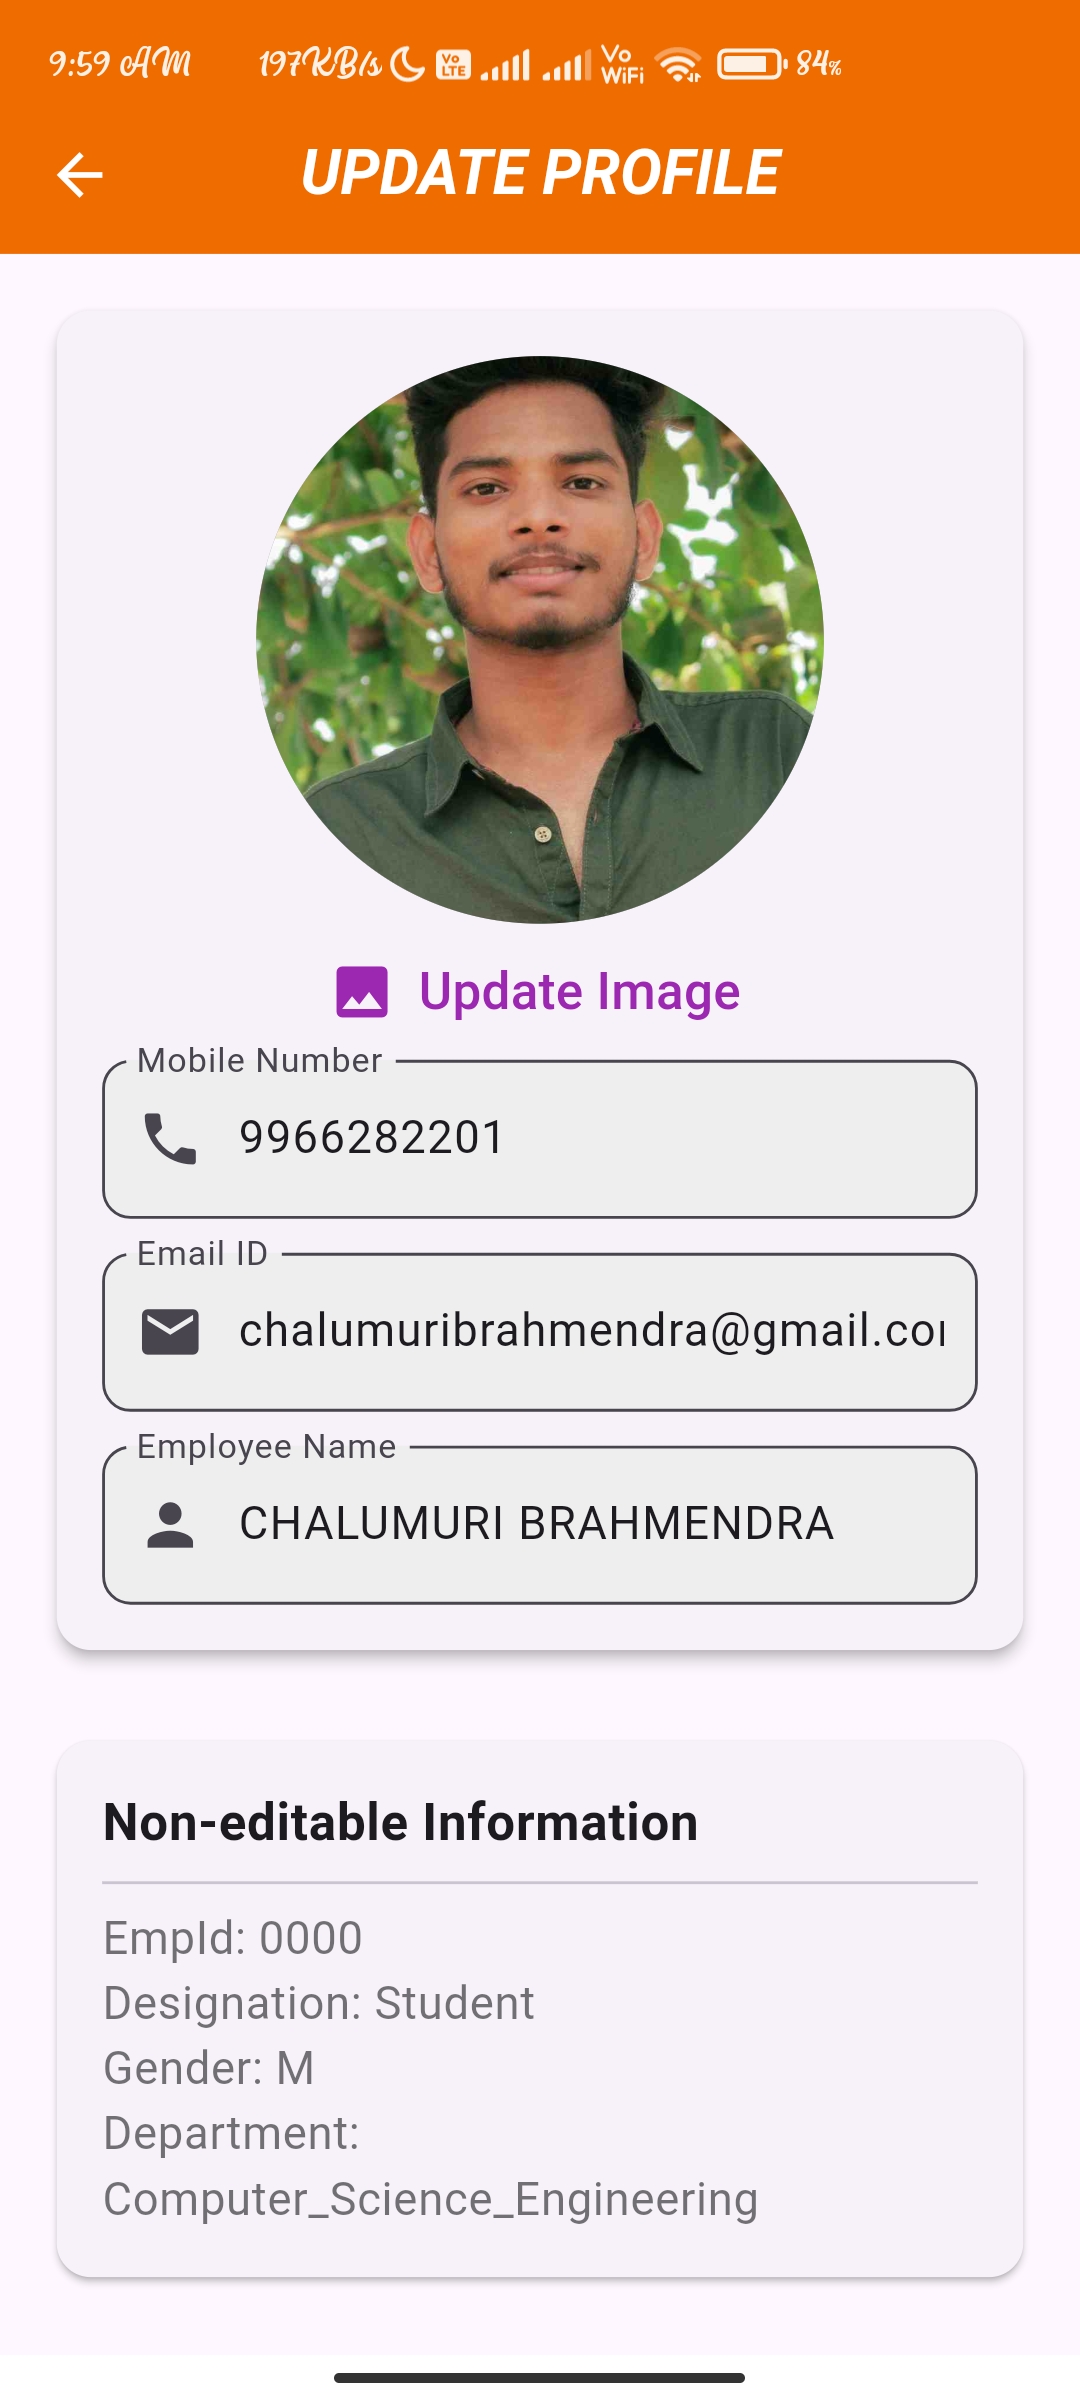 9:59 AM 197KB/s Vo LTE Vo WiFi 84%
UPDATE PROFILE
Update Image
Mobile Number
9966282201
Email ID
chalumuribrahmendra@gmail.co
Employee Name
CHALUMURI BRAHMENDRA
Non-editable Information
EmpId: 0000
Designation: Student
Gender: M
Department:
Computer_Science_Engineering